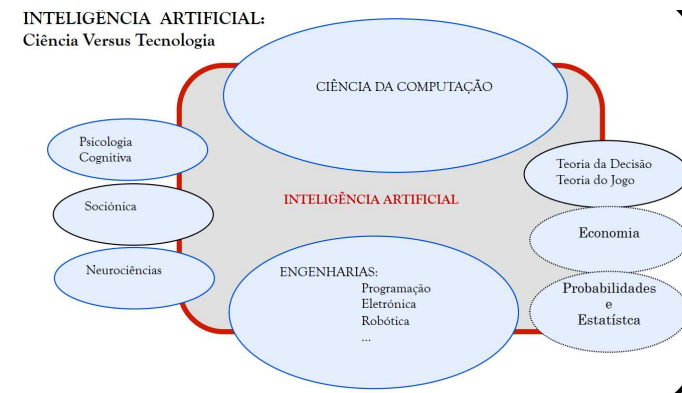 INTELIGÊNCIA ARTIFICIAL:
Ciência Versus Tecnologia
CIÊNCIA DA COMPUTAÇÃO
Psicologia
Cognitiva
Teoria da Decisão
Teoria do Jogo
INTELIGÊNCIA ARTIFICIAL
Sociónica
Economia
Neurociências
ENGENHARIAS:
Programação
Eletrónica
Robótica
...
Probabilidades
e
Estatístca